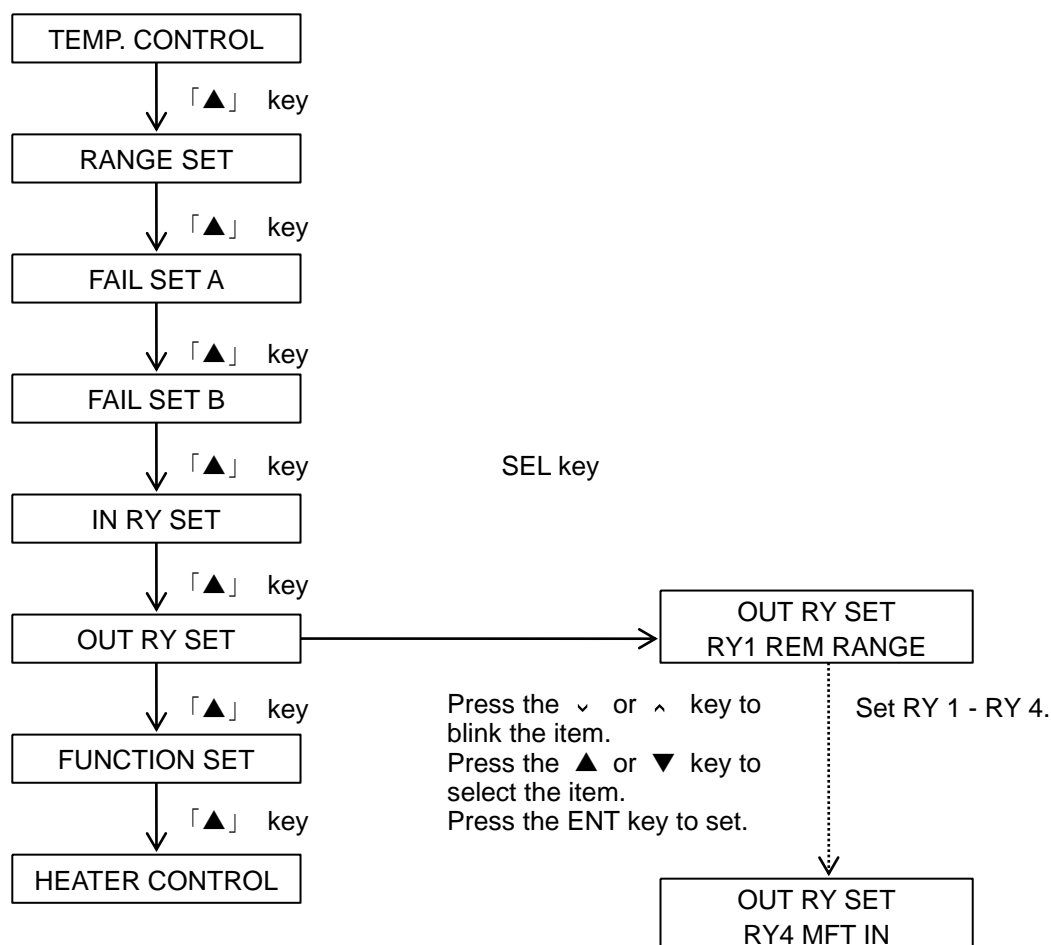 TEMP. CONTROL
「▲」 key
RANGE SET
「▲」 key
FAIL SET A
「▲」 key
FAIL SET B
「▲」 key
SEL key
IN RY SET
「▲」 key
OUT RY SET
OUT RY SET
RY1 REM RANGE
Press the ⌄ or ⌃ key to
blink the item.
Press the ▲ or ▼ key to
select the item.
Press the ENT key to set.
Set RY 1 - RY 4.
「▲」 key
FUNCTION SET
「▲」 key
HEATER CONTROL
OUT RY SET
RY4 MFT IN